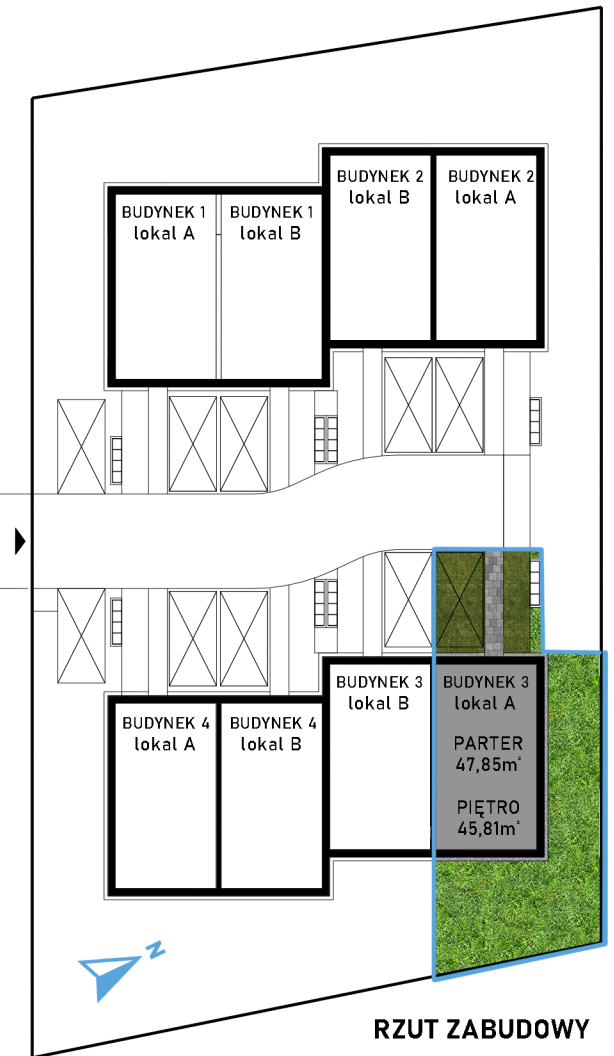 BUDYNEK 1
lokal A
BUDYNEK 1
lokal B
BUDYNEK 2
lokal B
BUDYNEK 2
lokal A
BUDYNEK 4
lokal A
BUDYNEK 4
lokal B
BUDYNEK 3
lokal B
BUDYNEK 3
lokal A
PARTER
47,85m²
PIĘTRO
45,81m²
N
RZUT ZABUDOWY